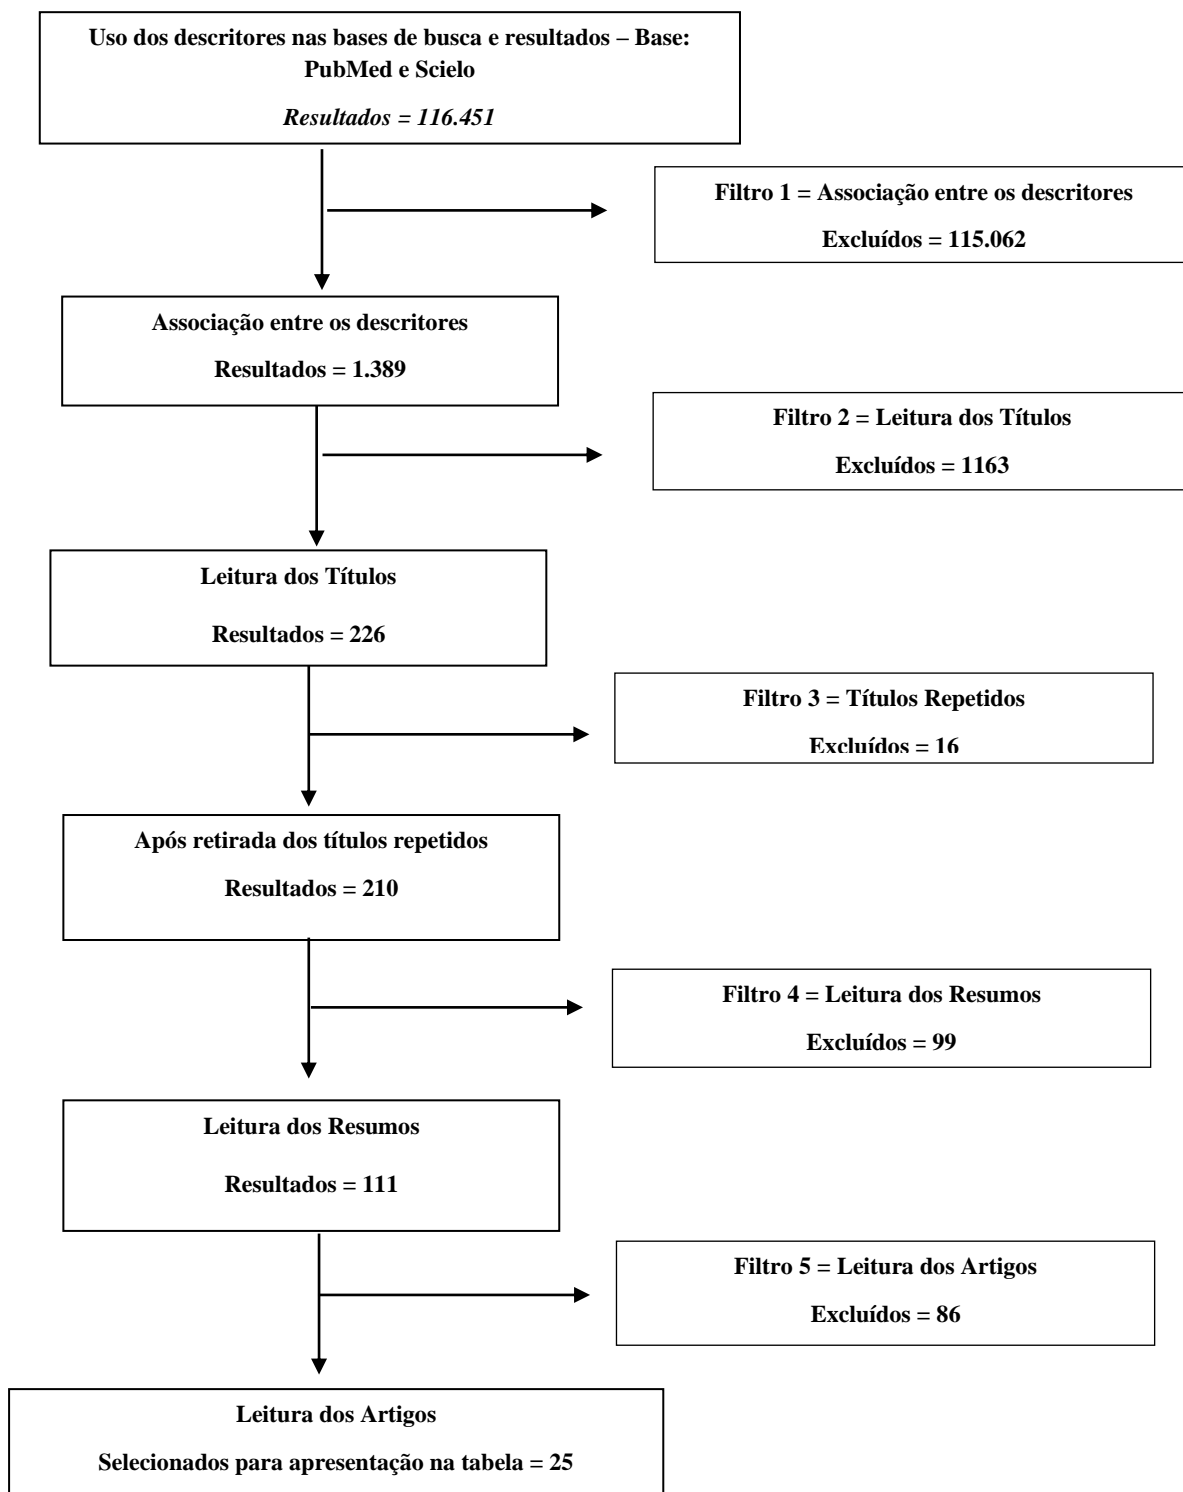 Uso dos descritores nas bases de busca e resultados – Base:
PubMed e Scielo
Resultados = 116.451
Filtro 1 = Associação entre os descritores
Excluídos = 115.062
Associação entre os descritores
Resultados = 1.389
Filtro 2 = Leitura dos Títulos
Excluídos = 1163
Leitura dos Títulos
Resultados = 226
Filtro 3 = Títulos Repetidos
Excluídos = 16
Após retirada dos títulos repetidos
Resultados = 210
Filtro 4 = Leitura dos Resumos
Excluídos = 99
Leitura dos Resumos
Resultados = 111
Filtro 5 = Leitura dos Artigos
Excluídos = 86
Leitura dos Artigos
Selecionados para apresentação na tabela = 25